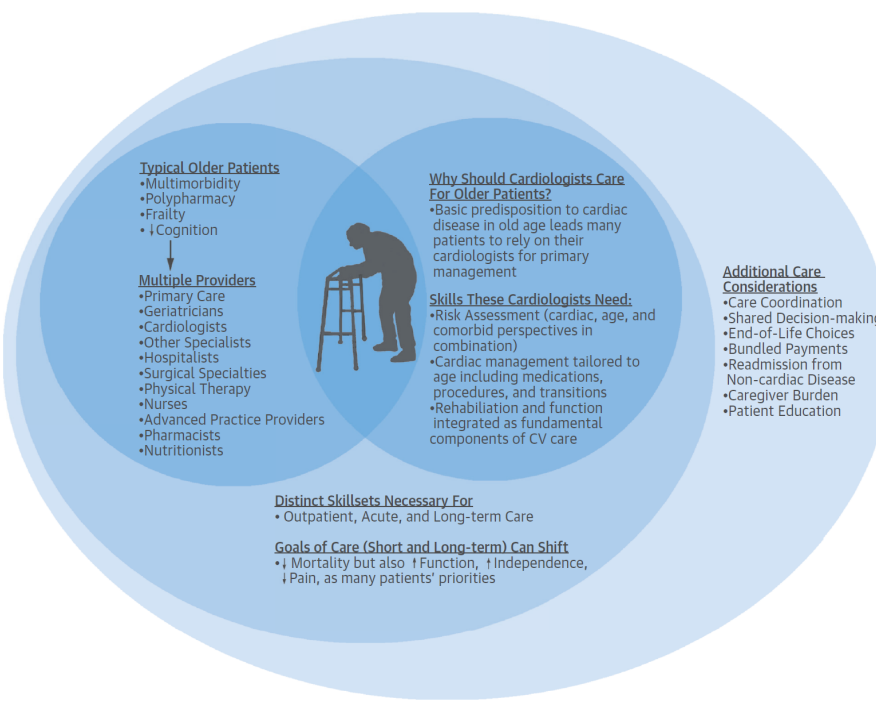 Typical Older Patients
•Multimorbidity
•Polypharmacy
•Frailty
•↓Cognition
Multiple Providers
•Primary Care
•Geriatricians
•Cardiologists
•Other Specialists
•Hospitalists
•Surgical Specialties
•Physical Therapy
•Nurses
•Advanced Practice Providers
•Pharmacists
•Nutritionists
Why Should Cardiologists Care
For Older Patients?
•Basic predisposition to cardiac
disease in old age leads many
patients to rely on their
cardiologists for primary
management
Skills These Cardiologists Need:
•Risk Assessment (cardiac, age, and
comorbid perspectives in
combination)
•Cardiac management tailored to
age including medications,
procedures, and transitions
•Rehabiliation and function
integrated as fundamental
components of CV care
Distinct Skillsets Necessary For
• Outpatient, Acute, and Long-term Care
Goals of Care (Short and Long-term) Can Shift
•↓ Mortality but also ↑Function, ↑Independence,
↓Pain, as many patients' priorities
Additional Care
Considerations
•Care Coordination
•Shared Decision-making
•End-of-Life Choices
•Bundled Payments
•Readmission from
Non-cardiac Disease
•Caregiver Burden
•Patient Education